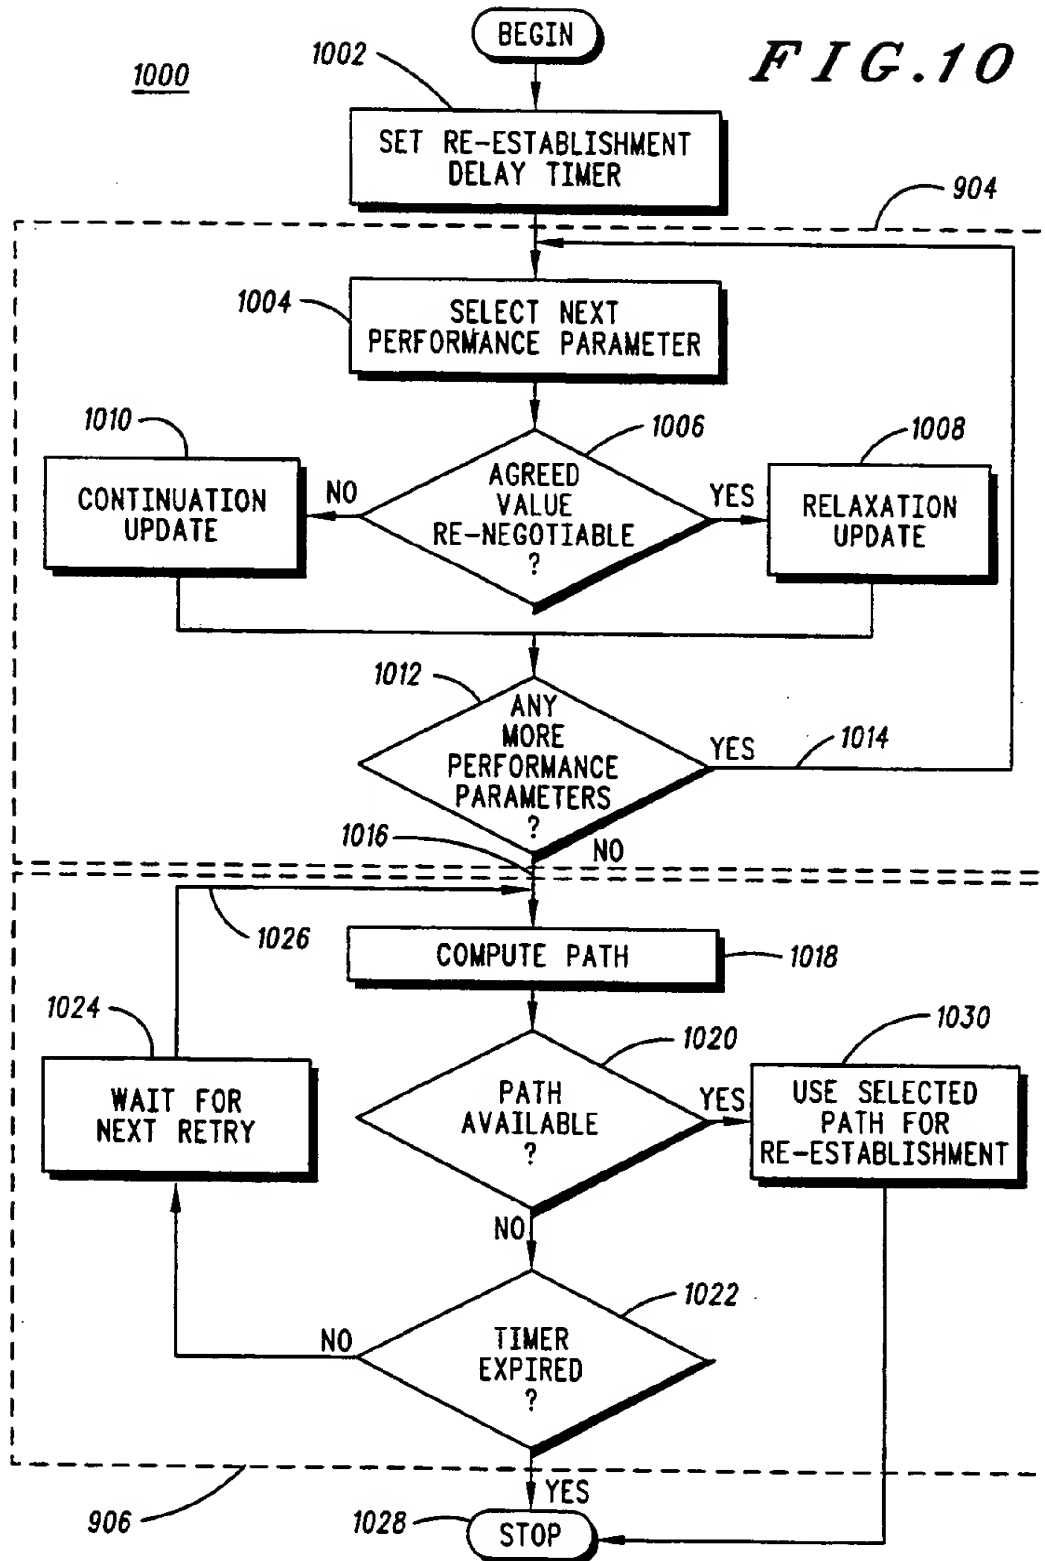 BEGIN
FIG.10
1000
1002
SET RE-ESTABLISHMENT
DELAY TIMER
904
1004
SELECT NEXT
PERFORMANCE PARAMETER
1010
1006
1008
CONTINUATION
UPDATE
NO
AGREED
VALUE
RE-NEGOTIABLE
?
YES
RELAXATION
UPDATE
1012
ANY
MORE
PERFORMANCE
PARAMETERS
?
YES
1014
1016
NO
1026
COMPUTE PATH
1018
1024
1020
1030
WAIT FOR
NEXT RETRY
PATH
AVAILABLE
?
YES
USE SELECTED
PATH FOR
RE-ESTABLISHMENT
NO
1022
NO
TIMER
EXPIRED
?
YES
906
1028
STOP